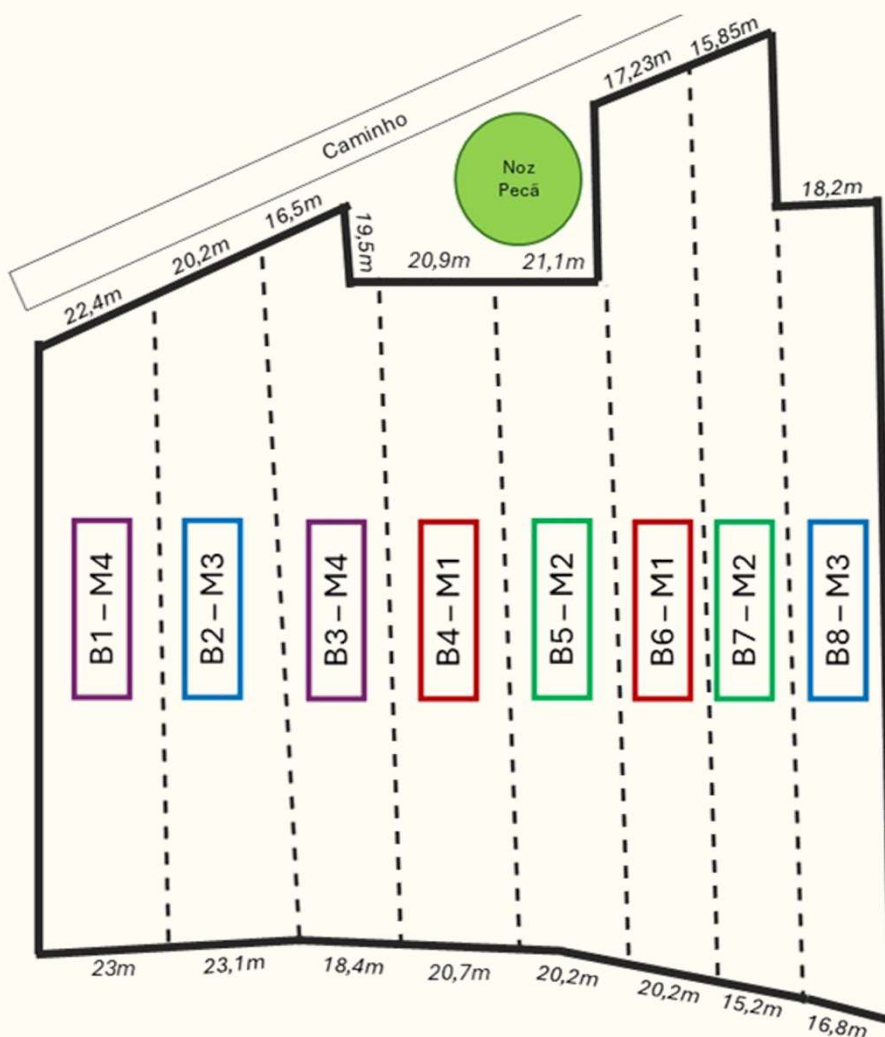 15,85m
17,23m
Caminho
Noz
Pecã
18,2m
16,5m
19,5m
20,2m
20,9m
21,1m
22,4m
B1 – M4
B2 – M3
B3 – M4
B4 – M1
B5 – M2
B6 – M1
B7 – M2
B8 – M3
23m
23,1m
18,4m
20,7m
20,2m
20,2m
15,2m
16,8m